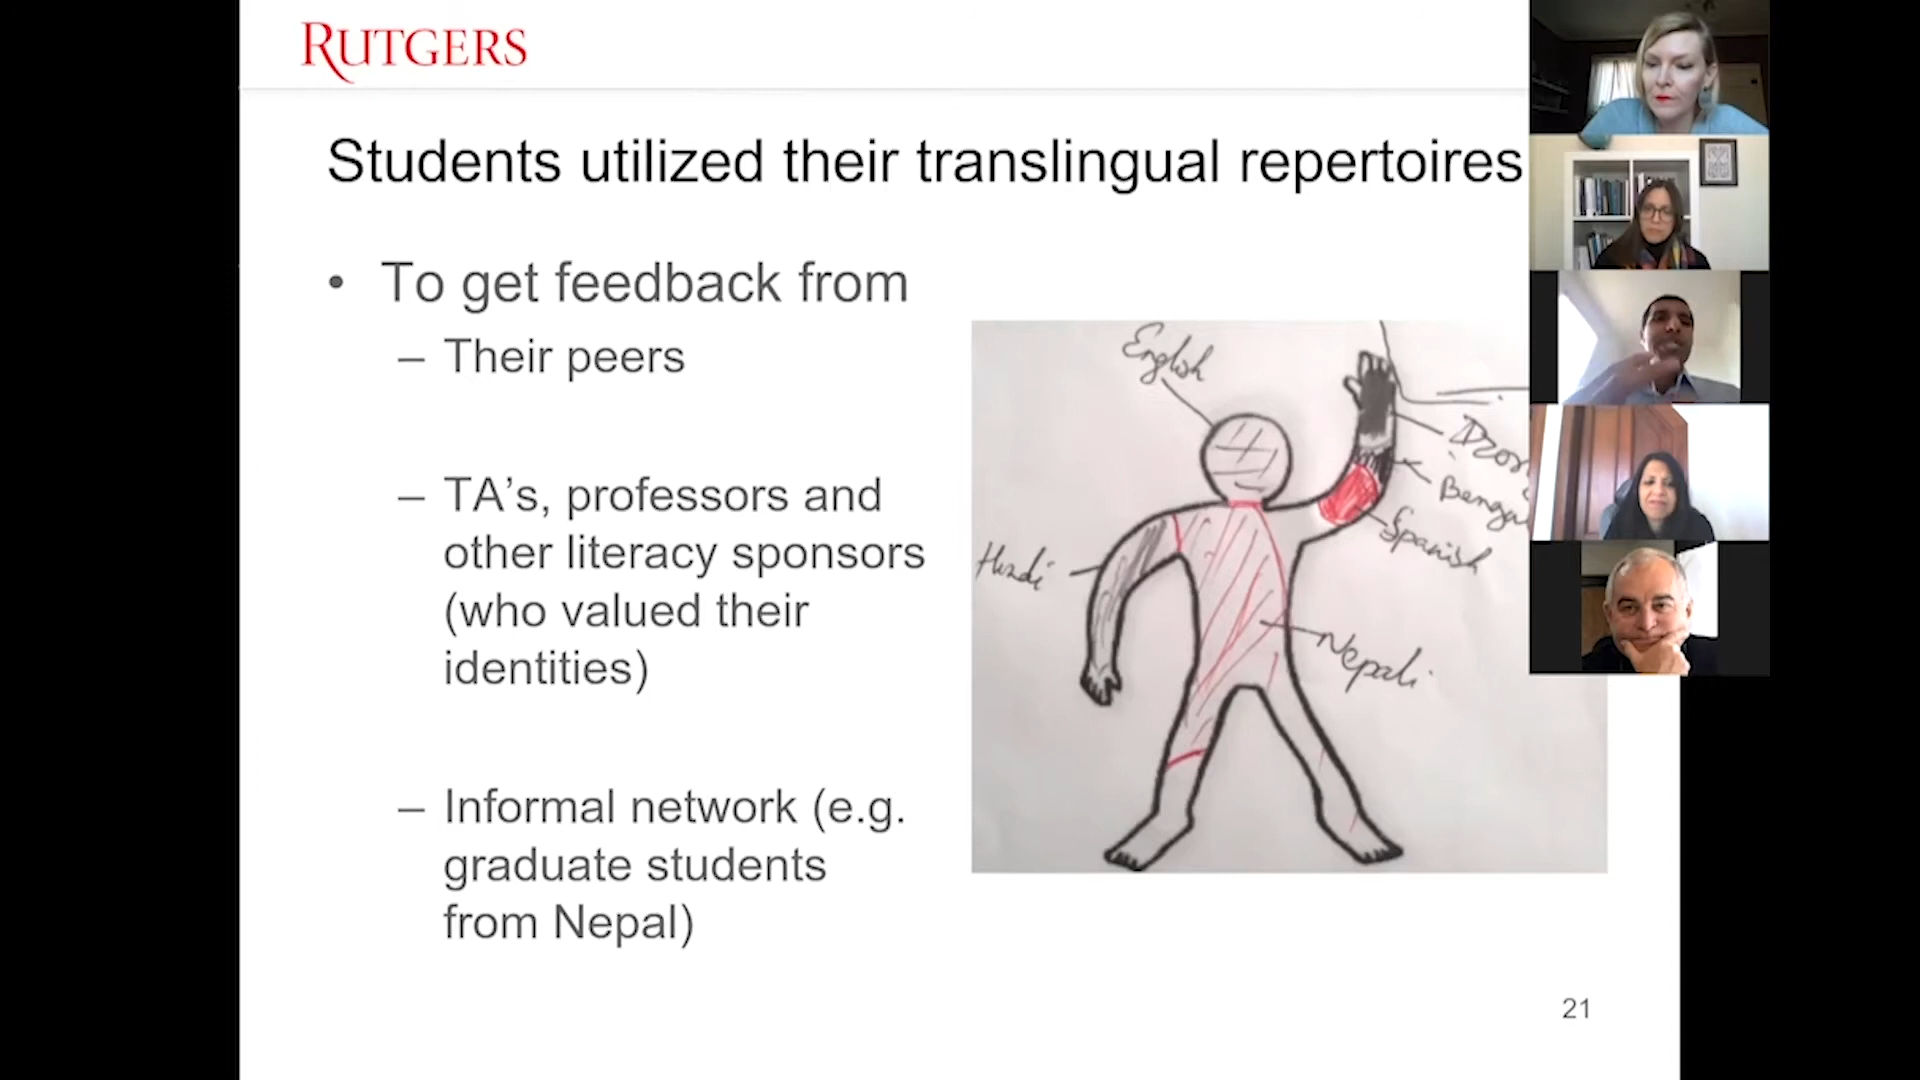 RUTGERS
Students utilized their translingual repertoires
• To get feedback from
– Their peers
– TA's, professors and
other literacy sponsors
(who valued their
identities)
– Informal network (e.g.
graduate students
from Nepal)
English
Spanish
Hindi
Nepali
21